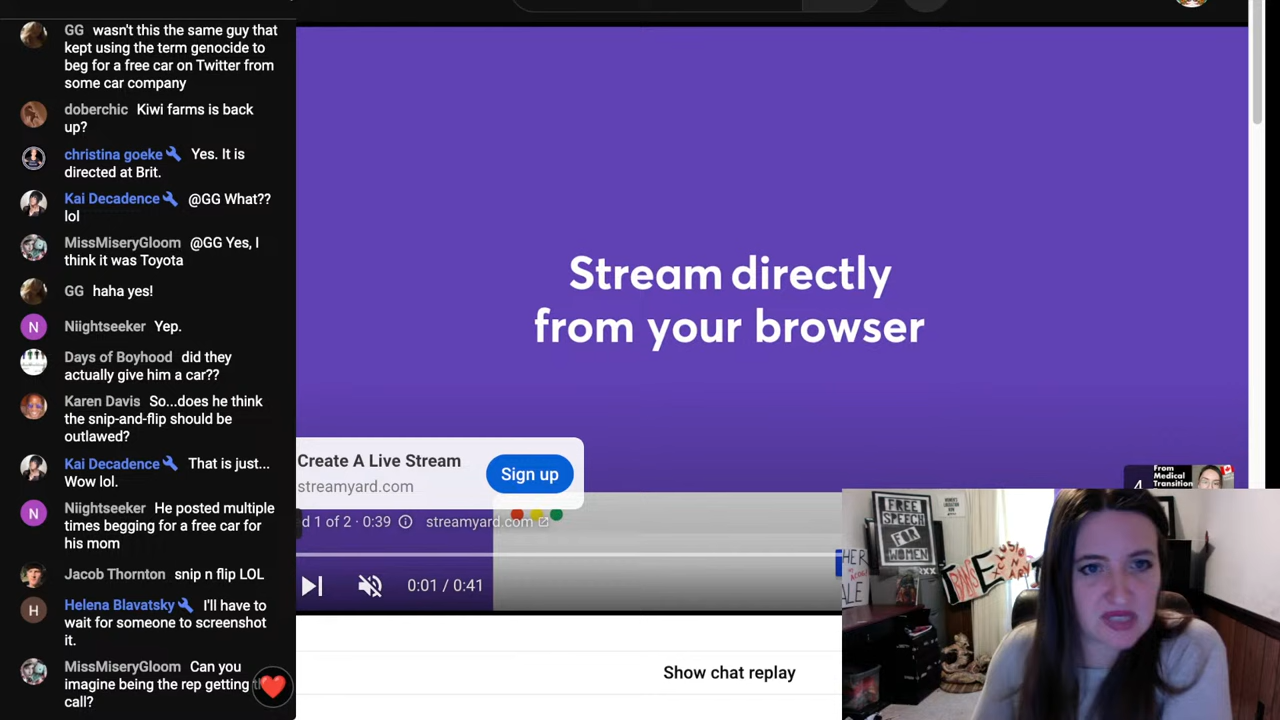 GG wasn't this the same guy that
kept using the term genocide to
beg for a free car on Twitter from
some car company
doberchic Kiwi farms is back
up?
christina goeke Yes. It is
directed at Brit.
Kai Decadence @GG What??
lol
MissMiseryGloom @GG Yes, I
think it was Toyota
GG haha yes!
N
Niightseeker Yep.
Days of Boyhood did they
actually give him a car??
Karen Davis So...does he think
the snip-and-flip should be
outlawed?
Kai Decadence That is just...
Wow lol.
N
Niightseeker He posted multiple
times begging for a free car for
his mom
Jacob Thornton snip n flip LOL
H
Helena Blavatsky I'll have to
wait for someone to screenshot
it.
MissMiseryGloom Can you
imagine being the rep getting
call?
Stream directly
from your browser
Create A Live Stream
streamyard.com
Sign up
d 1 of 2 · 0:39
streamyard.com
0:01 / 0:41
Show chat replay
4
From
Medical
Transition
FREE
SPEECH
FOR
WOMEN
XX